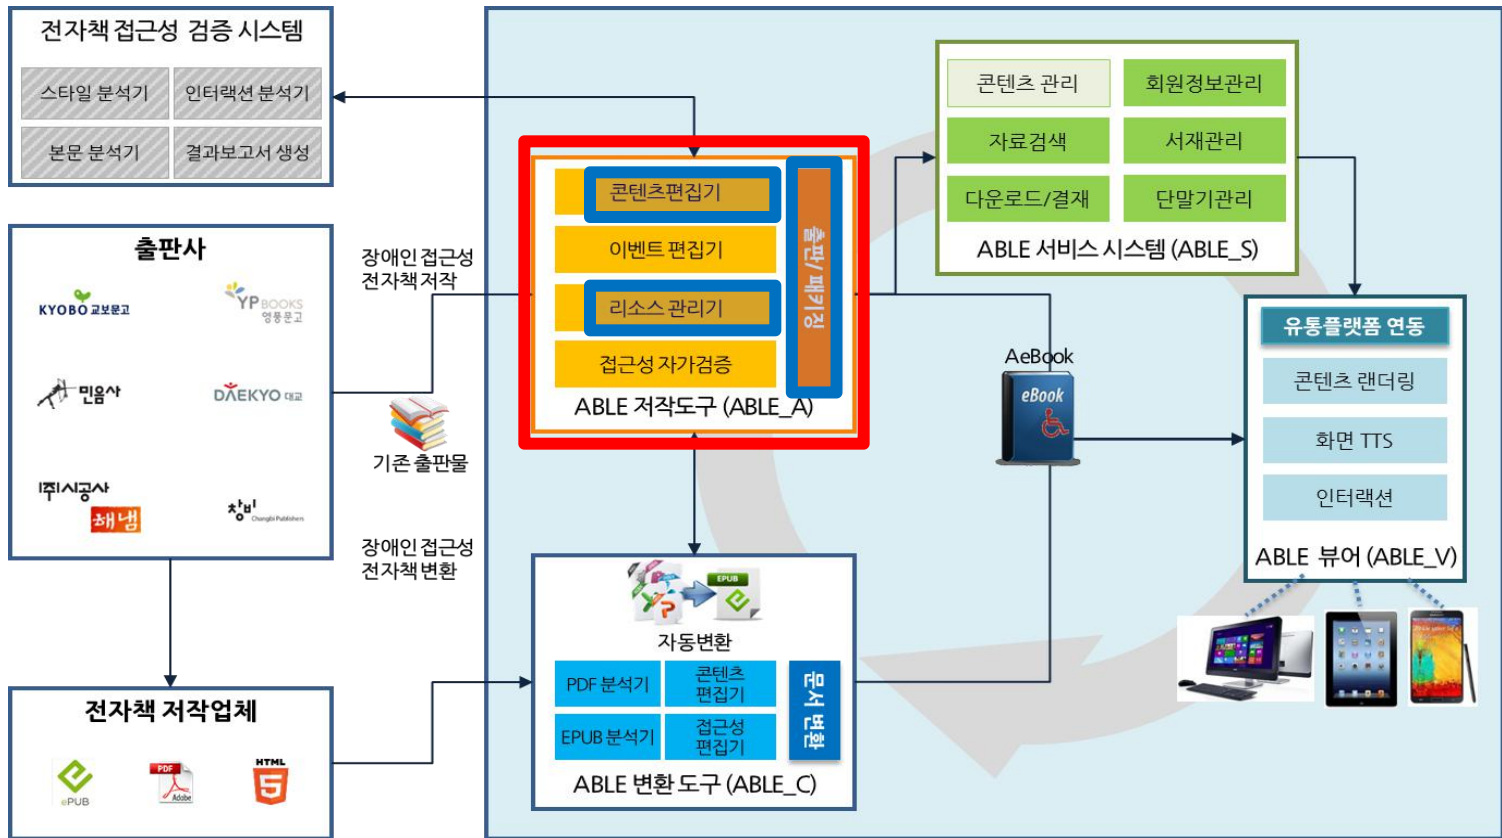 전자책 접근성 검증 시스템
스타일 분석기
인터랙션 분석기
본문 분석기
결과보고서 생성
출판사
KYOBO 교보문고
YP BOOKS
영풍문고
민음사
DAEKYO 대교
(주)시공사
해냄
창비
Changbi Publishers
전자책 저작업체
ePUB
PDF
Adobe
HTML
5
장애인 접근성
전자책 저작
기존 출판물
장애인 접근성
전자책 변환
콘텐츠편집기
이벤트 편집기
리소스 관리기
접근성 자가검증
출판/패키징
ABLE 저작도구 (ABLE_A)
EPUB
자동변환
PDF 분석기
콘텐츠
편집기
EPUB 분석기
접근성
편집기
문서 변환
ABLE 변환 도구 (ABLE_C)
콘텐츠 관리
회원정보관리
자료검색
서재관리
다운로드/결재
단말기관리
ABLE 서비스 시스템 (ABLE_S)
AeBook
eBook
유통플랫폼 연동
콘텐츠 랜더링
화면 TTS
인터랙션
ABLE 뷰어 (ABLE_V)